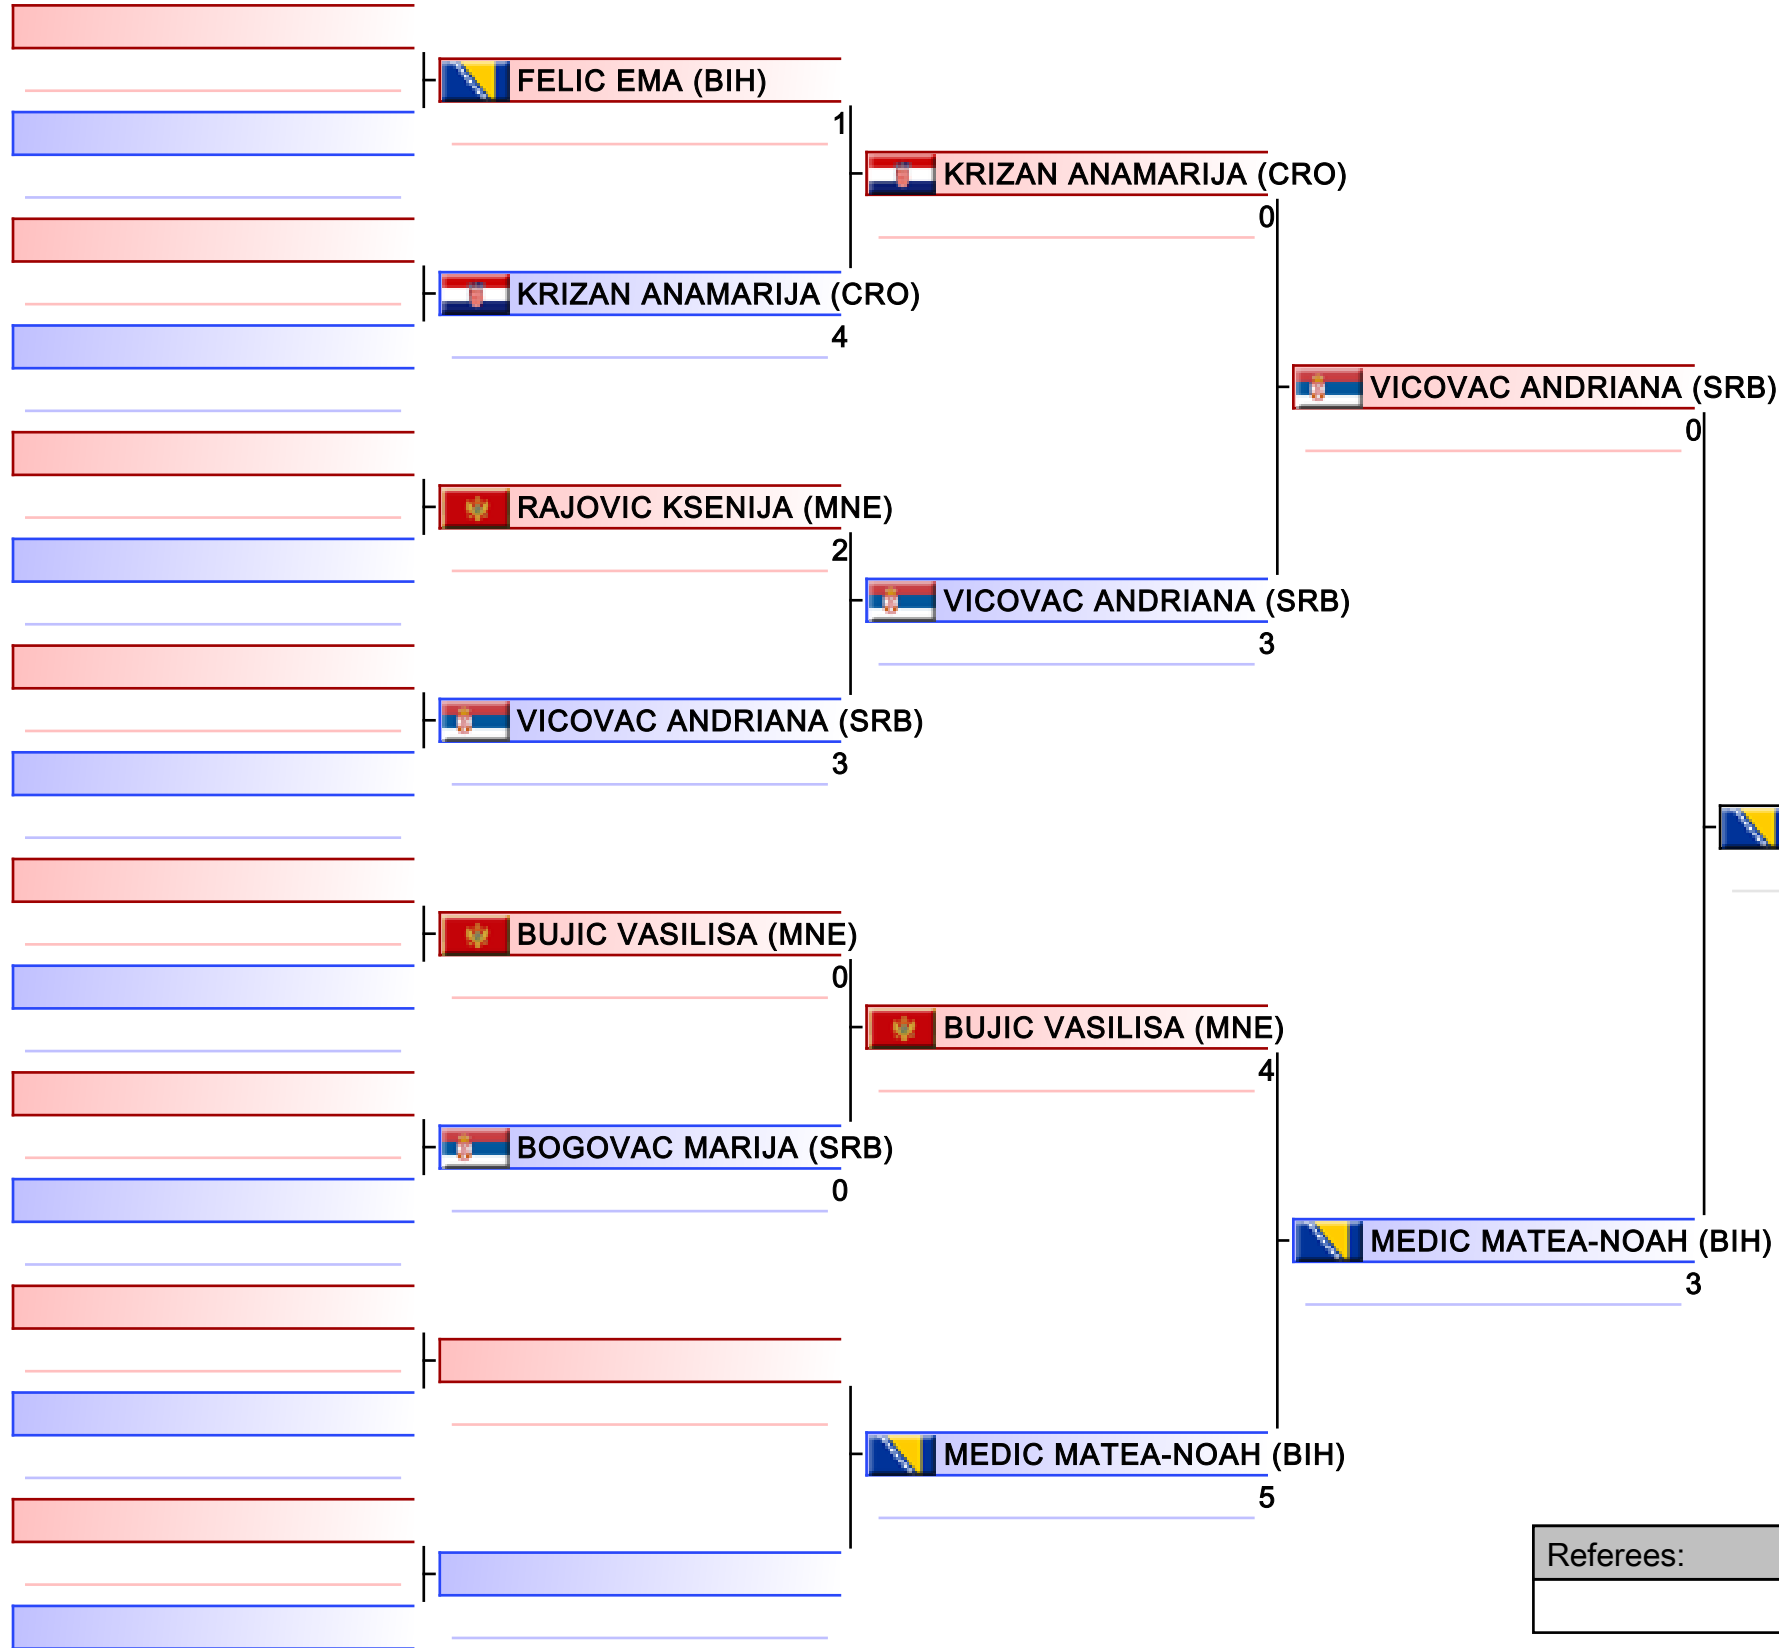 FELIC EMA (BIH)
1
KRIZAN ANAMARIJA (CRO)
0
KRIZAN ANAMARIJA (CRO)
4
VICOVAC ANDRIANA (SRB)
0
RAJOVIC KSENIJA (MNE)
2
VICOVAC ANDRIANA (SRB)
3
VICOVAC ANDRIANA (SRB)
3
BUJIC VASILISA (MNE)
0
BUJIC VASILISA (MNE)
4
BOGOVAC MARIJA (SRB)
0
MEDIC MATEA-NOAH (BIH)
3
MEDIC MATEA-NOAH (BIH)
5
Referees: